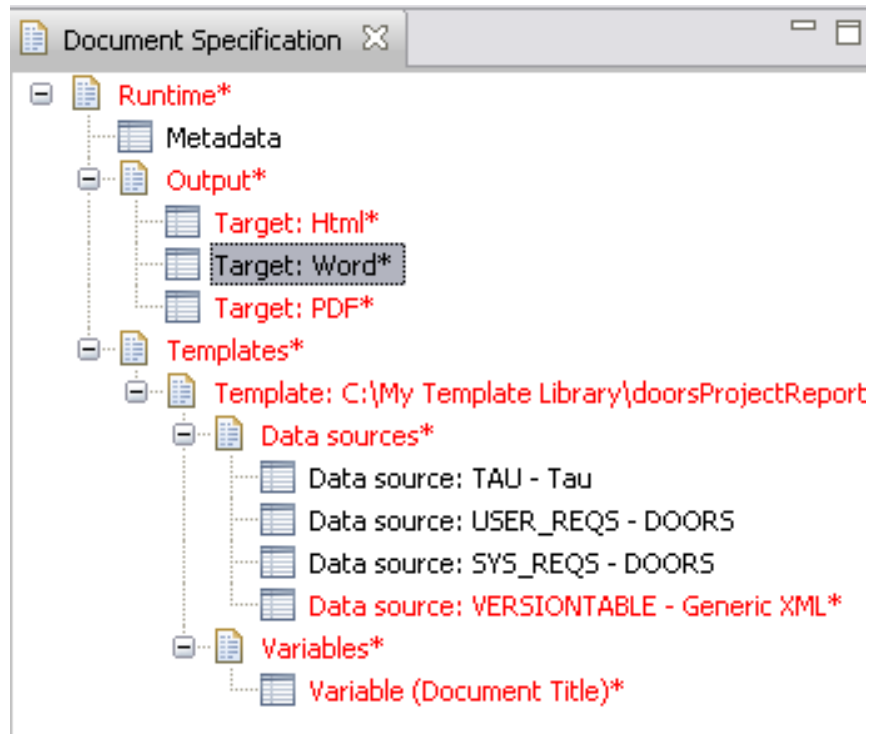 Document Specification
Runtime*
Metadata
Output*
Target: Html*
Target: Word*
Target: PDF*
Templates*
Template: C:\My Template Library\doorsProjectReport
Data sources*
Data source: TAU - Tau
Data source: USER_REQS - DOORS
Data source: SYS_REQS - DOORS
Data source: VERSIONTABLE - Generic XML*
Variables*
Variable (Document Title)*